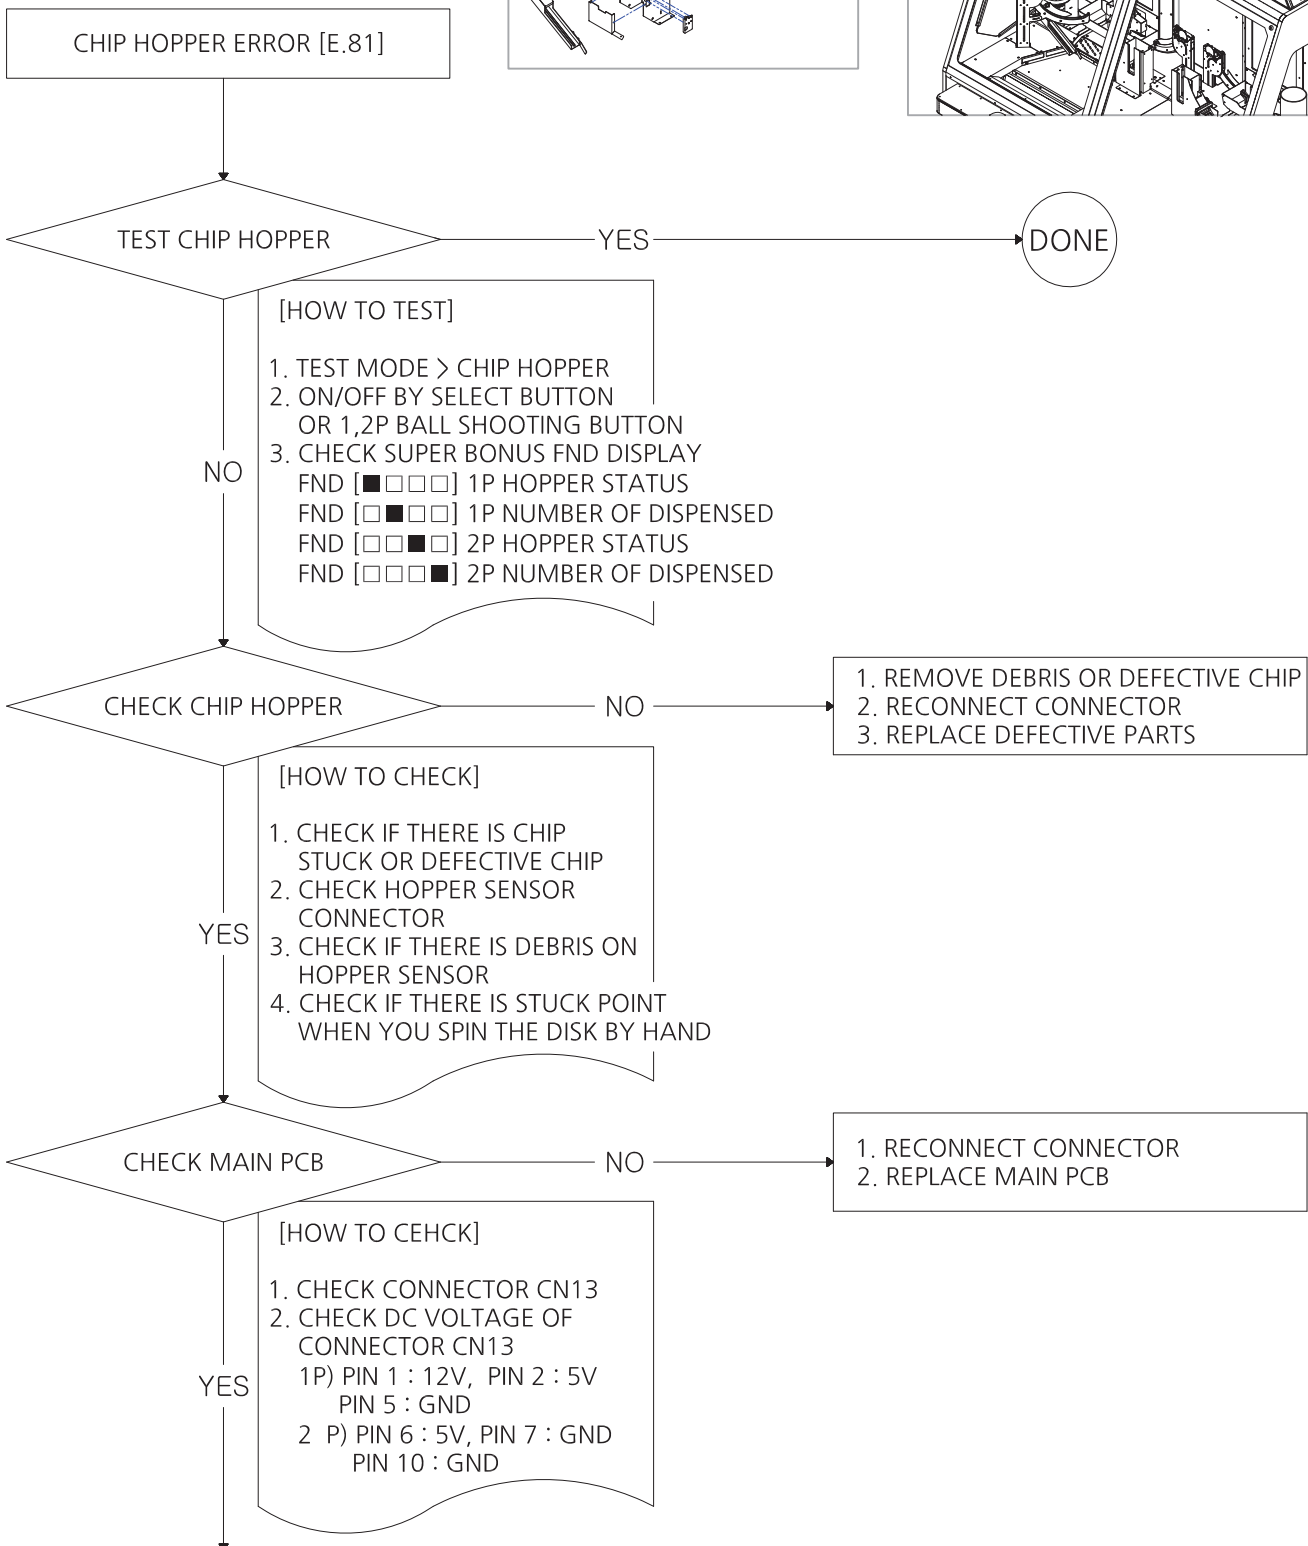 CHIP HOPPER ERROR [E.81]
TEST CHIP HOPPER
YES
DONE
[HOW TO TEST]
1. TEST MODE > CHIP HOPPER
2. ON/OFF BY SELECT BUTTON
OR 1,2P BALL SHOOTING BUTTON
3. CHECK SUPER BONUS FND DISPLAY
FND [■□□□] 1P HOPPER STATUS
FND [□■□□] 1P NUMBER OF DISPENSED
FND [□□■□] 2P HOPPER STATUS
FND [□□□■] 2P NUMBER OF DISPENSED
NO
CHECK CHIP HOPPER
NO
1. REMOVE DEBRIS OR DEFECTIVE CHIP
2. RECONNECT CONNECTOR
3. REPLACE DEFECTIVE PARTS
[HOW TO CHECK]
1. CHECK IF THERE IS CHIP
STUCK OR DEFECTIVE CHIP
2. CHECK HOPPER SENSOR
CONNECTOR
3. CHECK IF THERE IS DEBRIS ON
HOPPER SENSOR
4. CHECK IF THERE IS STUCK POINT
WHEN YOU SPIN THE DISK BY HAND
YES
CHECK MAIN PCB
NO
1. RECONNECT CONNECTOR
2. REPLACE MAIN PCB
[HOW TO CEHCK]
1. CHECK CONNECTOR CN13
2. CHECK DC VOLTAGE OF
CONNECTOR CN13
1P) PIN 1 : 12V, PIN 2 : 5V
PIN 5 : GND
2 P) PIN 6 : 5V, PIN 7 : GND
PIN 10 : GND
YES